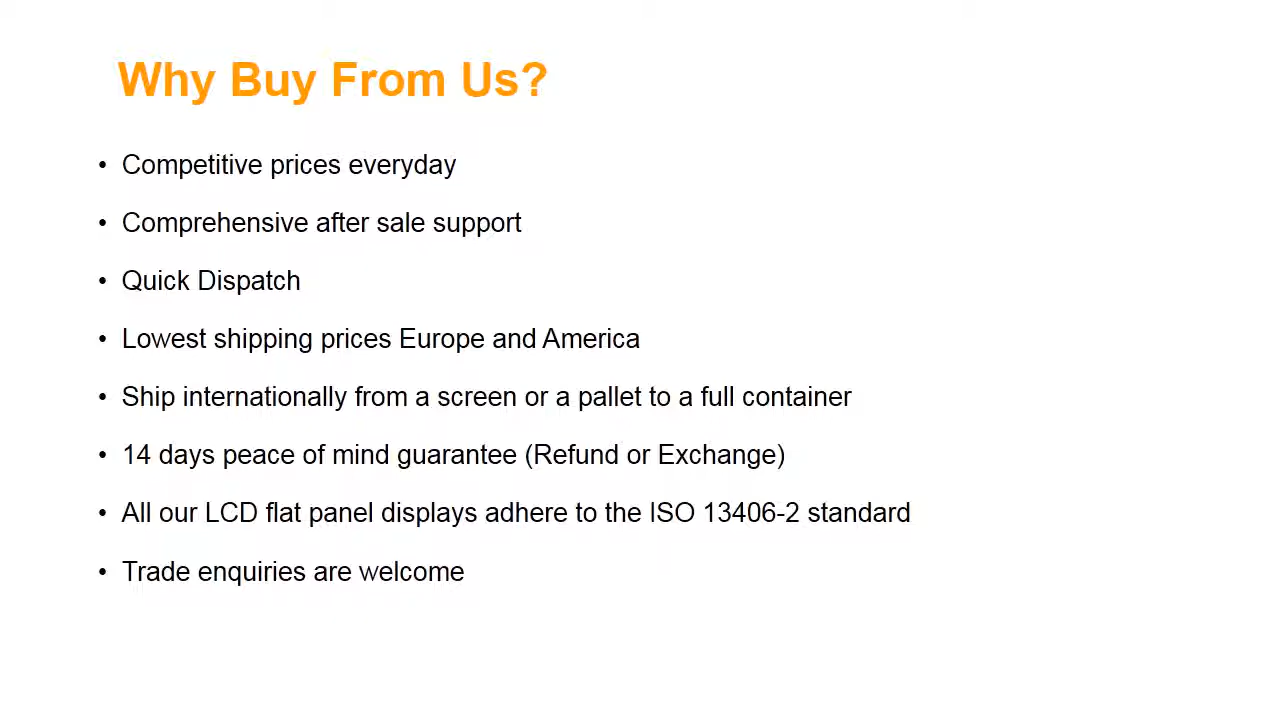 Why Buy From Us?
• Competitive prices everyday
• Comprehensive after sale support
• Quick Dispatch
• Lowest shipping prices Europe and America
• Ship internationally from a screen or a pallet to a full container
• 14 days peace of mind guarantee (Refund or Exchange)
• All our LCD flat panel displays adhere to the ISO 13406-2 standard
• Trade enquiries are welcome